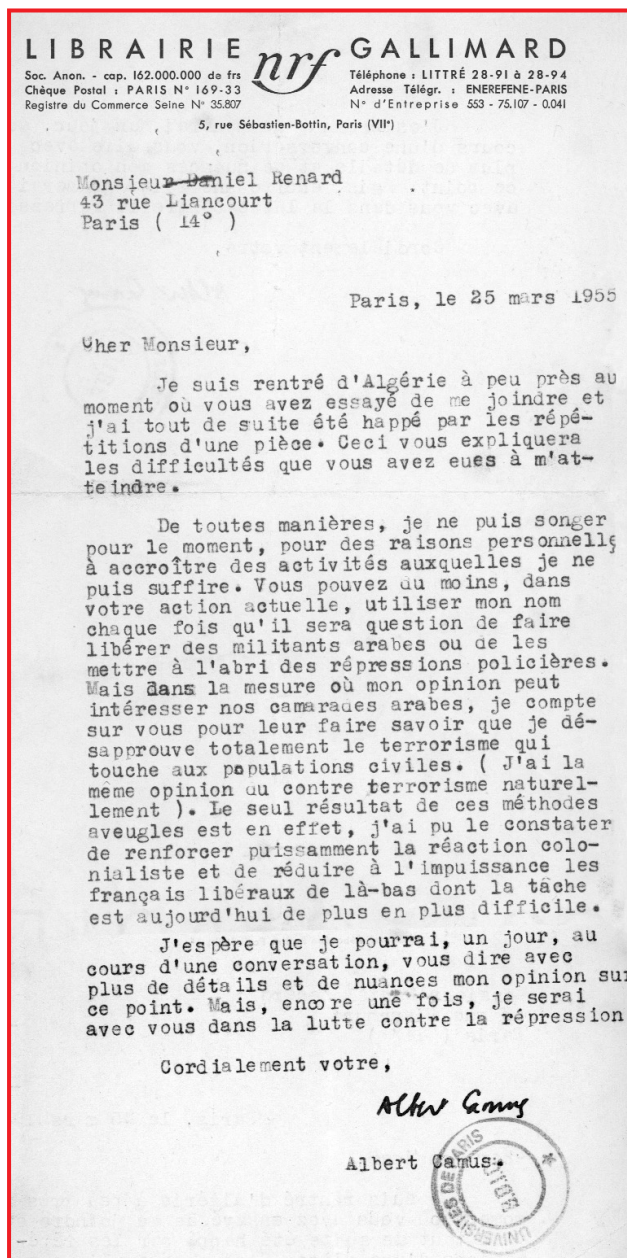 LIBRAIRIE nrf GALLIMARD
Soc. Anon. - cap. 162.000.000 de frs
Chèque Postal : PARIS N° 169-33
Registre du Commerce Seine N° 35.807
Téléphone : LITTRÉ 28-91 à 28-94
Adresse Télégr. : ENEREFENE-PARIS
N° d'Entreprise 553 - 75.107 - 0.041
5, rue Sébastien-Bottin, Paris (VIIe)
Monsieur Daniel Renard
43 rue Liancourt
Paris ( 14° )
Paris, le 25 mars 1955
Cher Monsieur,
Je suis rentré d'Algérie à peu près au
moment où vous avez essayé de me joindre et
j'ai tout de suite été happé par les répé-
titions d'une pièce. Ceci vous expliquera
les difficultés que vous avez eues à m'at-
teindre.
De toutes manières, je ne puis songer
pour le moment, pour des raisons personnelles
à accroître des activités auxquelles je ne
puis suffire. Vous pouvez du moins, dans
votre action actuelle, utiliser mon nom
chaque fois qu'il sera question de faire
libérer des militants arabes ou de les
mettre à l'abri des répressions policières.
Mais dans la mesure où mon opinion peut
intéresser nos camarades arabes, je compte
sur vous pour leur faire savoir que je dé-
sapprouve totalement le terrorisme qui
touche aux populations civiles. ( J'ai la
même opinion du contre terrorisme naturel-
lement ). Le seul résultat de ces méthodes
aveugles est en effet, j'ai pu le constater
de renforcer puissamment la réaction colo-
nialiste et de réduire à l'impuissance les
français libéraux de là-bas dont la tâche
est aujourd'hui de plus en plus difficile.
J'espère que je pourrai, un jour, au
cours d'une conversation, vous dire avec
plus de détails et de nuances mon opinion sur
ce point. Mais, encore une fois, je serai
avec vous dans la lutte contre la répression
Cordialement votre,
Albert Camus
Albert Camus.
UNIVERSITÉS DE PARIS